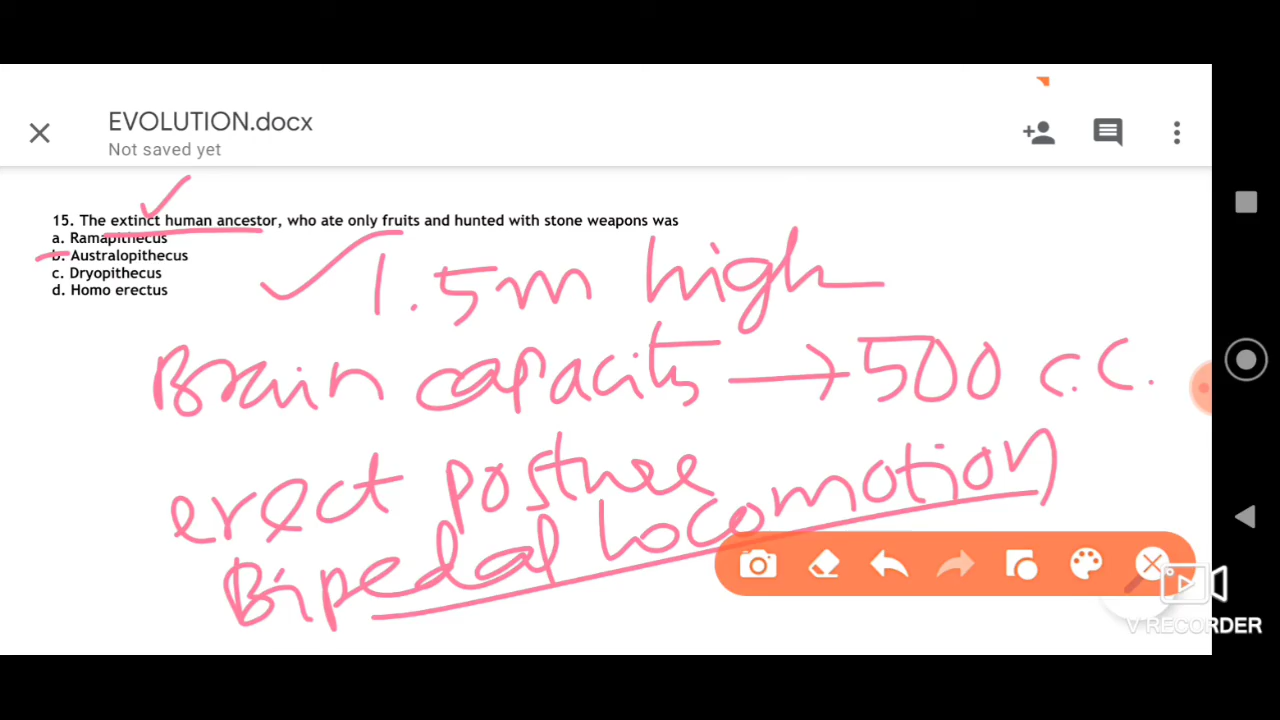 EVOLUTION.docx
Not saved yet
15. The extinct human ancestor, who ate only fruits and hunted with stone weapons was
a. Ramapithecus
b. Australopithecus
c. Dryopithecus
d. Homo erectus
1.5m high
Brain capacity → 500 c.c.
erect posture
Bipedal locomotion
V RECORDER